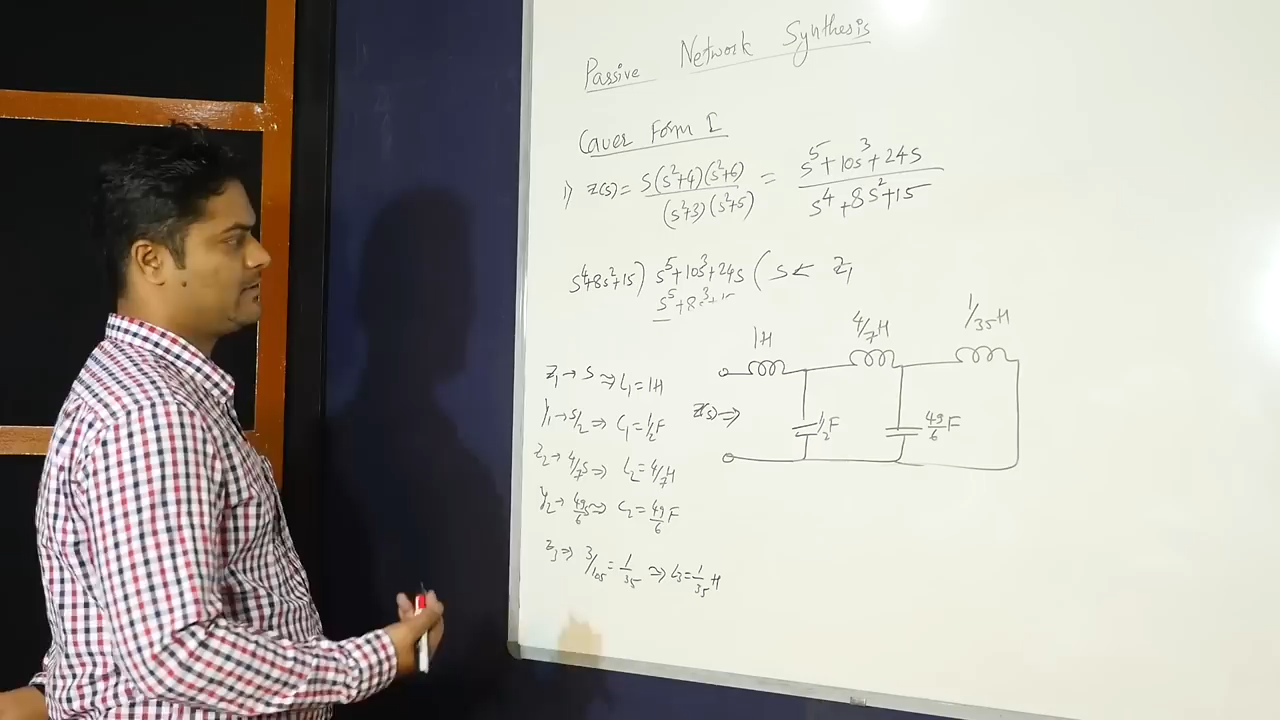 Passive Network Synthesis
Cauer Form I
1) Z(s) = S(s²+4)(s²+6) / (s²+3)(s²+5) = s⁵+10s³+24s / s⁴+8s²+15
s⁴+8s²+15) s⁵+10s³+24s ( s ← Z₁
s⁵+8s³+15
1H 4/7H 1/35H
Z(s) ⇒ 1/2F 49/6F
Z₁ → s ⇒ L₁ = 1H
Y₁ → s/2 ⇒ C₁ = 1/2F
Z₂ → 4/7s ⇒ L₂ = 4/7H
Y₂ → 49/6s ⇒ C₂ = 49/6F
Z₃ ⇒ 3/105 = 1/35 ⇒ L₃ = 1/35H